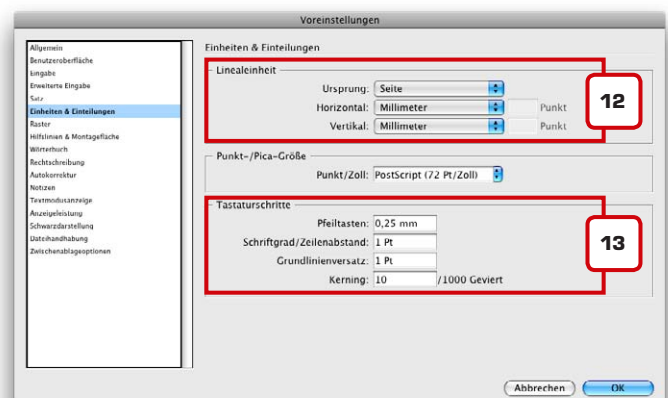 Voreinstellungen
Allgemein
Benutzeroberfläche
Eingabe
Erweiterte Eingabe
Satz
Einheiten & Einteilungen
Raster
Hilfslinien & Montagefläche
Wörterbuch
Rechtschreibung
Autokorrektur
Notizen
Textmodusanzeige
Anzeigeleistung
Schwarzdarstellung
Dateihandhabung
Zwischenablageoptionen
Einheiten & Einteilungen
Linealeinheit
Ursprung: Seite
Horizontal: Millimeter Punkt
Vertikal: Millimeter Punkt
12
Punkt-/Pica-Größe
Punkt/Zoll: PostScript (72 Pt/Zoll)
Tastaturschritte
Pfeiltasten: 0,25 mm
Schriftgrad/Zeilenabstand: 1 Pt
Grundlinienversatz: 1 Pt
Kerning: 10 /1000 Geviert
13
Abbrechen OK